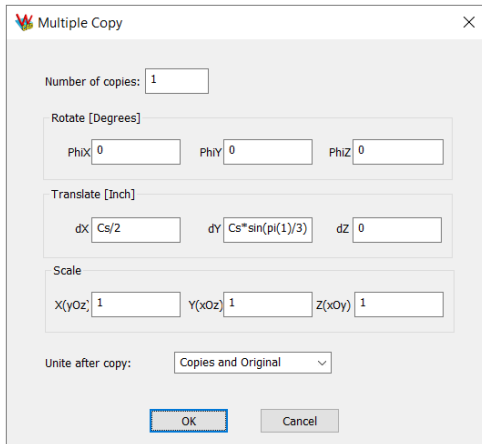 Multiple Copy
Number of copies: 1
Rotate [Degrees]
PhiX 0 PhiY 0 PhiZ 0
Translate [Inch]
dX Cs/2 dY Cs*sin(pi(1)/3) dZ 0
Scale
X(yOz) 1 Y(xOz) 1 Z(xOy) 1
Unite after copy: Copies and Original
OK Cancel